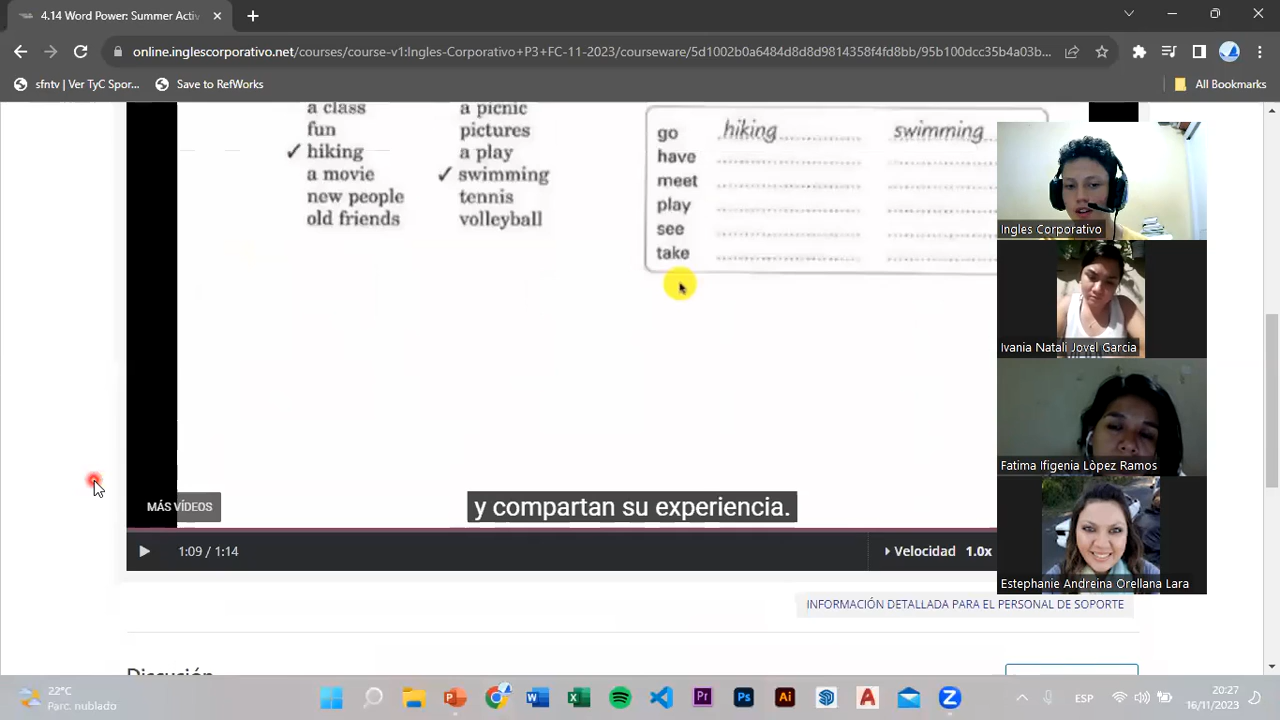 4.14 Word Power: Summer Activ
online.inglescorporativo.net/courses/course-v1:Ingles-Corporativo+P3+FC-11-2023/courseware/5d1002b0a6484d8d8d9814358f4fd8bb/95b100dcc35b4a03b...
sfntv | Ver TyC Spor...
Save to RefWorks
All Bookmarks
a class
fun
✓ hiking
a movie
new people
old friends
a picnic
pictures
a play
✓ swimming
tennis
volleyball
go hiking swimming
have
meet
play
see
take
Ingles Corporativo
Ivania Natali Jovel Garcia
Fatima Ifigenia Lòpez Ramos
Estephanie Andreina Orellana Lara
MÁS VÍDEOS
y compartan su experiencia.
1:09 / 1:14
Velocidad 1.0x
INFORMACIÓN DETALLADA PARA EL PERSONAL DE SOPORTE
Discusión
22°C
Parc. nublado
ESP
20:27
16/11/2023